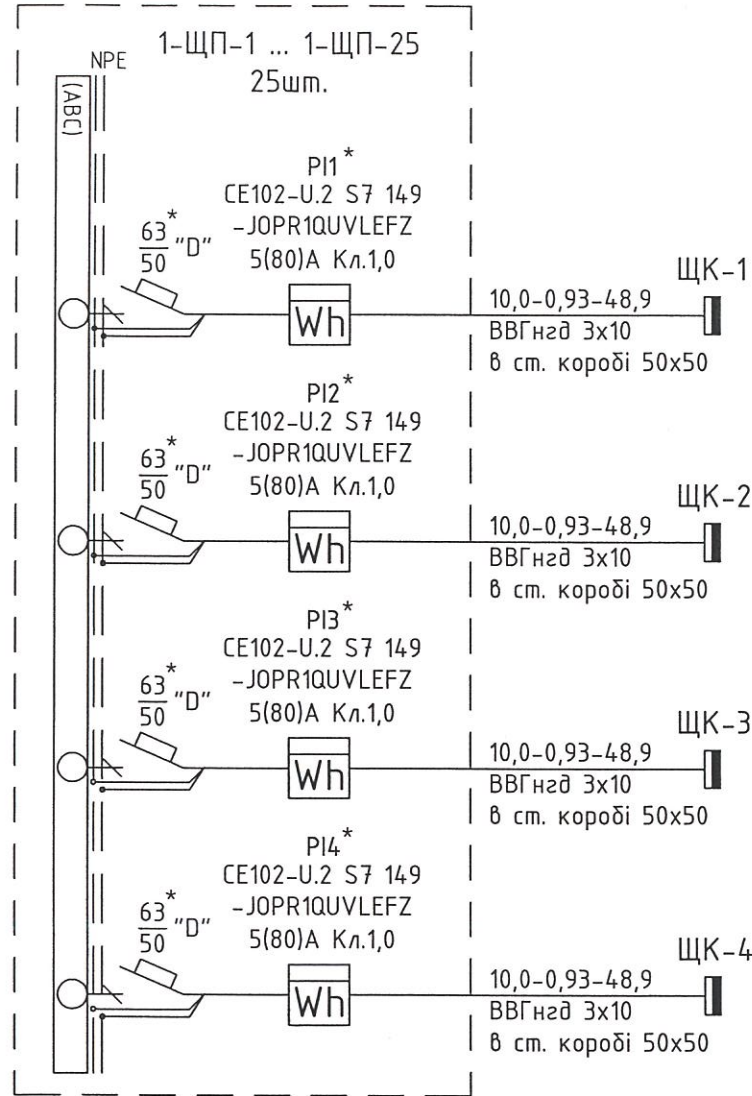 1-ЩП-1 ... 1-ЩП-25
25шт.
NPE
(ABC)
PI1*
CE102-U.2 S7 149
-JOPR1QUVLEFZ
5(80)А Кл.1,0
63*
50
"D"
Wh
10,0-0,93-48,9
ВВГнгд 3х10
в ст. коробі 50х50
ЩК-1
PI2*
CE102-U.2 S7 149
-JOPR1QUVLEFZ
5(80)А Кл.1,0
63*
50
"D"
Wh
10,0-0,93-48,9
ВВГнгд 3х10
в ст. коробі 50х50
ЩК-2
PI3*
CE102-U.2 S7 149
-JOPR1QUVLEFZ
5(80)А Кл.1,0
63*
50
"D"
Wh
10,0-0,93-48,9
ВВГнгд 3х10
в ст. коробі 50х50
ЩК-3
PI4*
CE102-U.2 S7 149
-JOPR1QUVLEFZ
5(80)А Кл.1,0
63*
50
"D"
Wh
10,0-0,93-48,9
ВВГнгд 3х10
в ст. коробі 50х50
ЩК-4